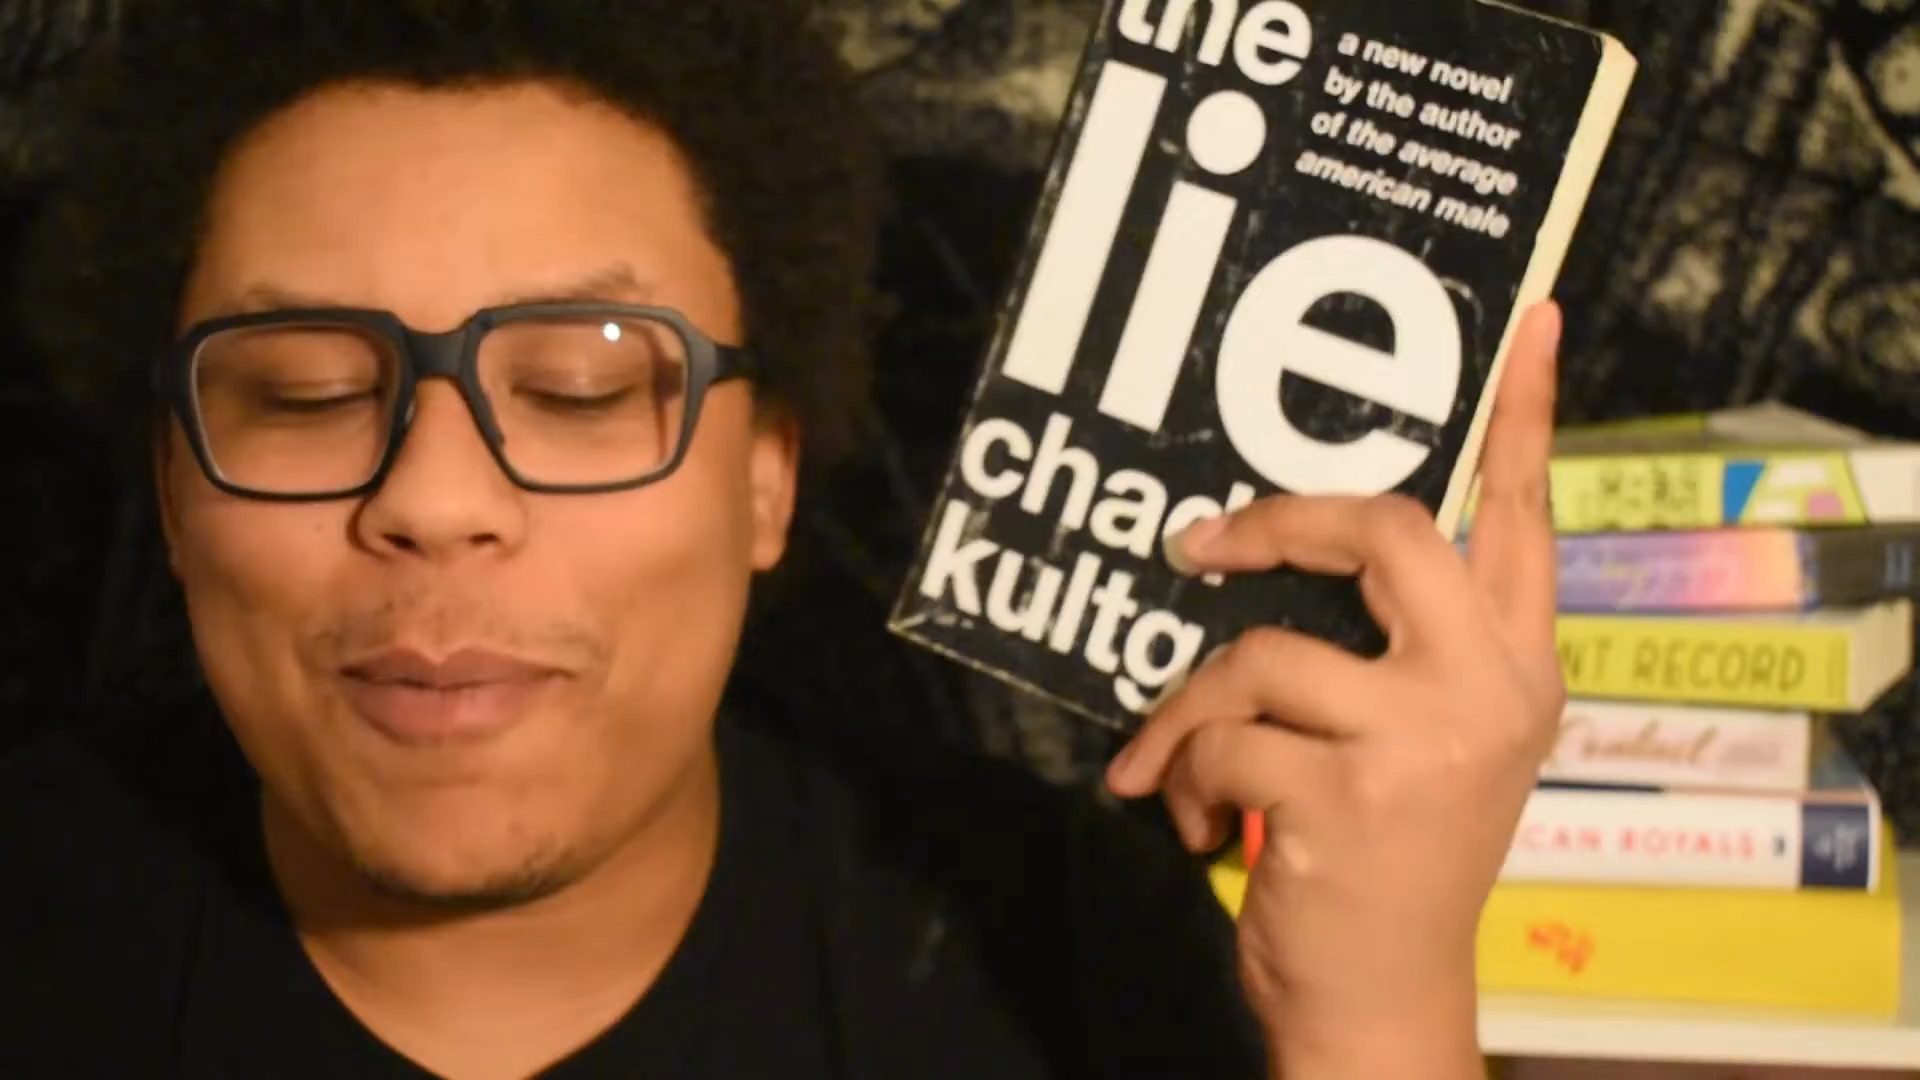 the
lie
a new novel
by the author
of the average
american male
chad
kultg
NT RECORD
CAN ROYALS